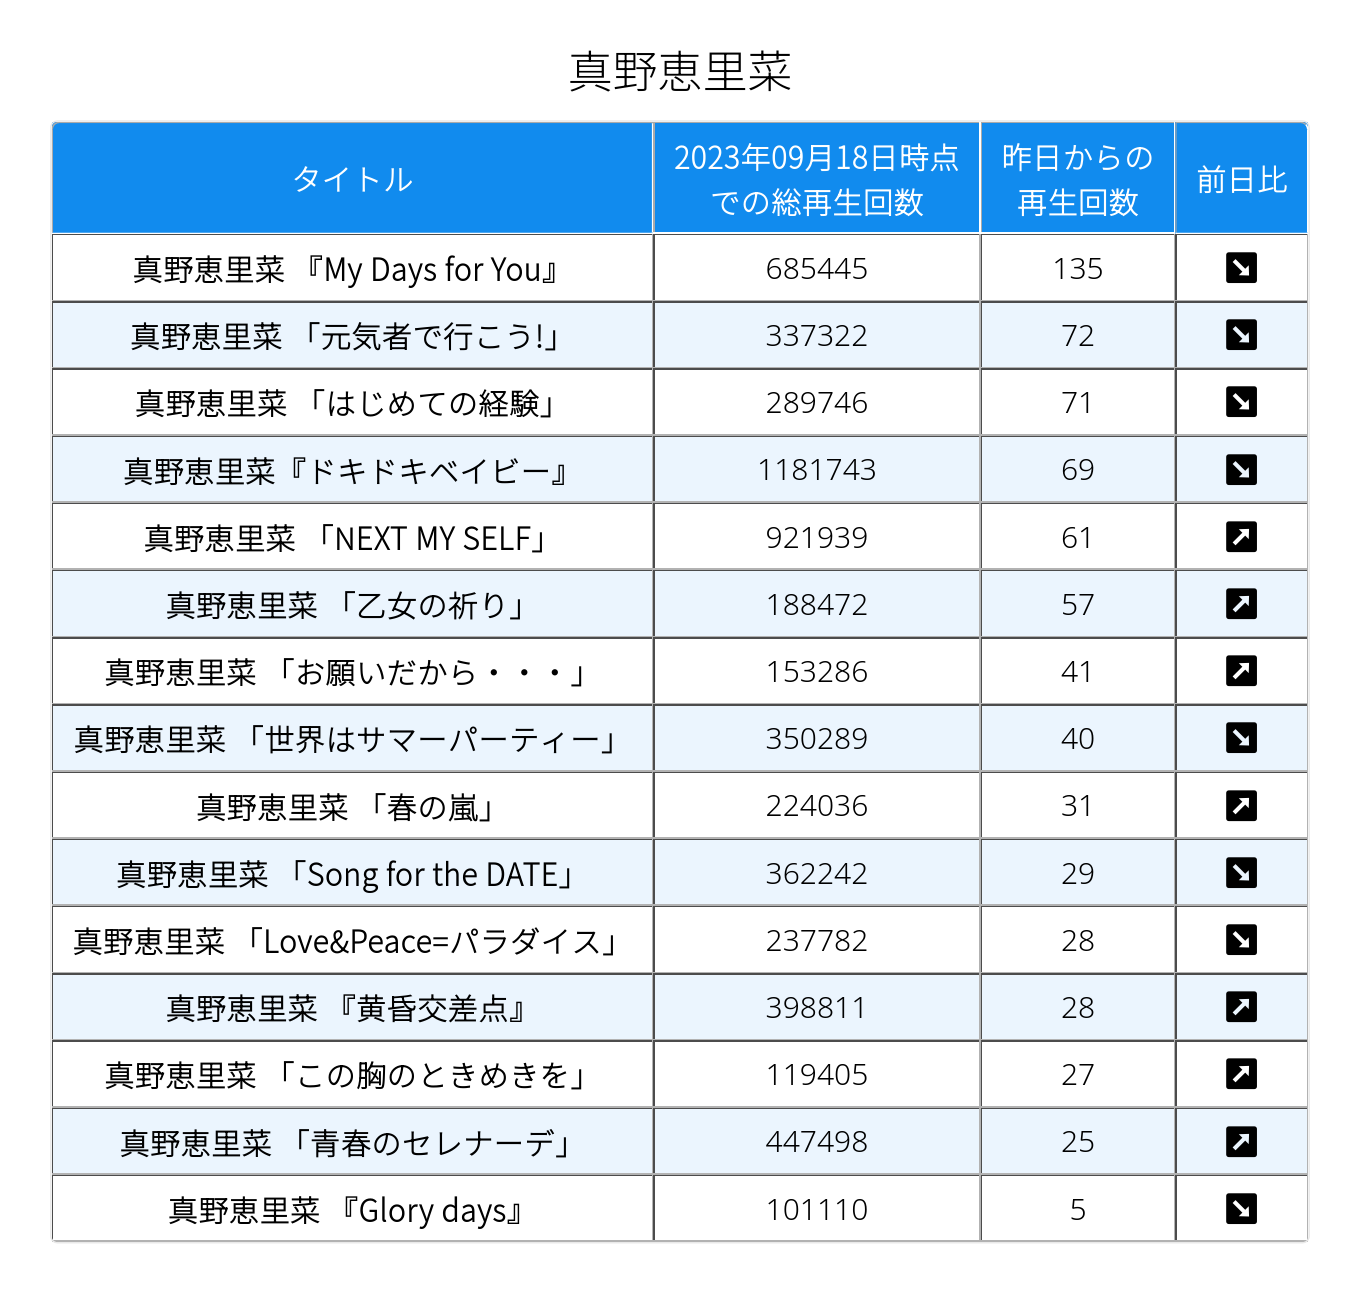 真野恵里菜
タイトル 2023年09月18日時点での総再生回数 昨日からの再生回数 前日比
真野恵里菜 『My Days for You』 685445 135 ↘
真野恵里菜 「元気者で行こう!」 337322 72 ↘
真野恵里菜 「はじめての経験」 289746 71 ↘
真野恵里菜『ドキドキベイビー』 1181743 69 ↘
真野恵里菜 「NEXT MY SELF」 921939 61 ↗
真野恵里菜 「乙女の祈り」 188472 57 ↗
真野恵里菜 「お願いだから・・・」 153286 41 ↗
真野恵里菜 「世界はサマーパーティー」 350289 40 ↘
真野恵里菜 「春の嵐」 224036 31 ↗
真野恵里菜 「Song for the DATE」 362242 29 ↘
真野恵里菜 「Love&Peace=パラダイス」 237782 28 ↘
真野恵里菜 『黄昏交差点』 398811 28 ↗
真野恵里菜 「この胸のときめきを」 119405 27 ↗
真野恵里菜 「青春のセレナーデ」 447498 25 ↗
真野恵里菜 『Glory days』 101110 5 ↘